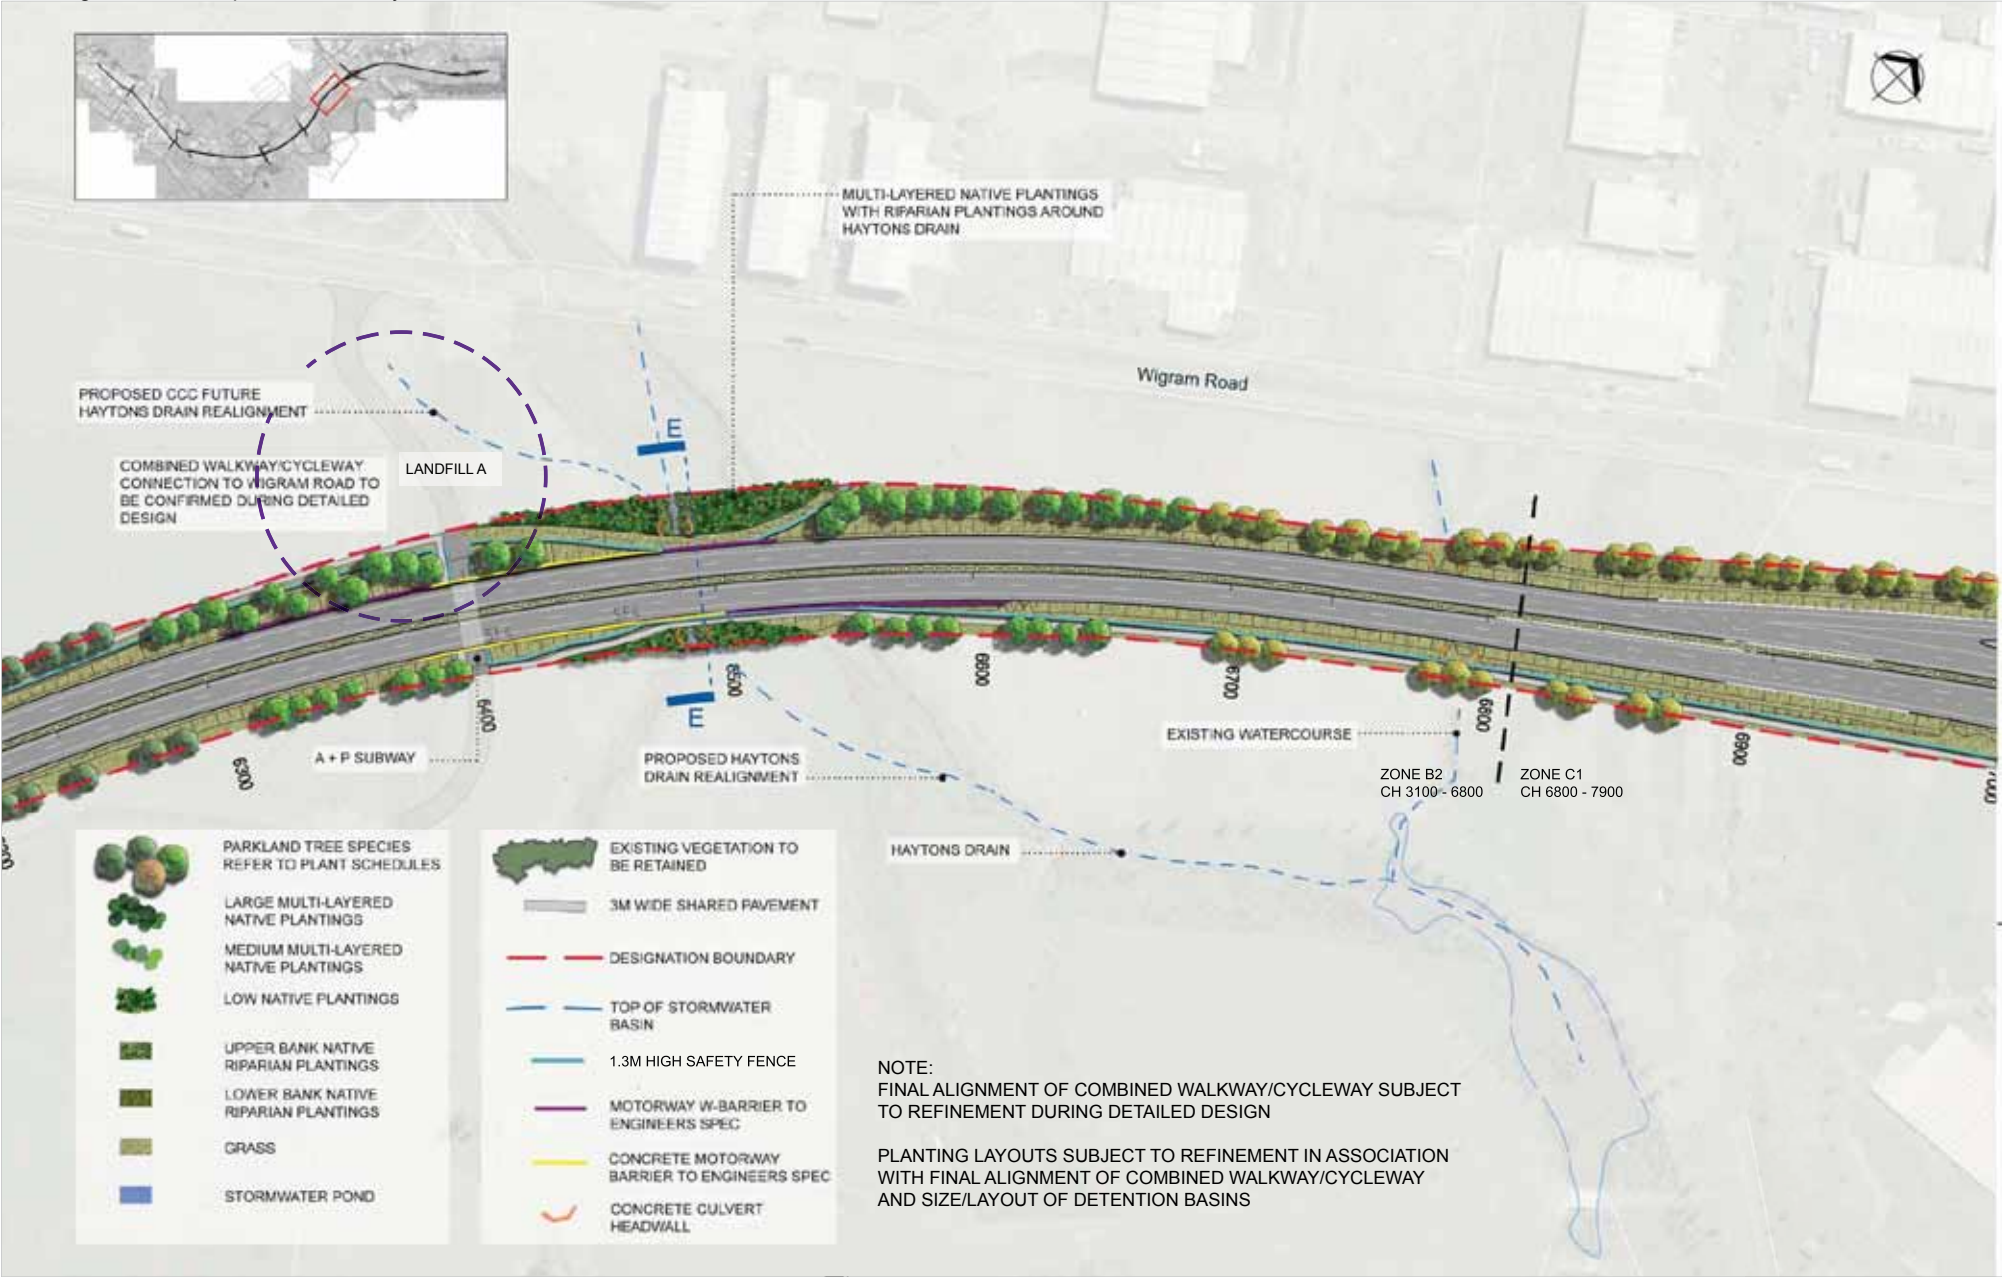 MULTI-LAYERED NATIVE PLANTINGS
WITH RIPARIAN PLANTINGS AROUND
HAYTONS DRAIN
Wigram Road
PROPOSED CCC FUTURE
HAYTONS DRAIN REALIGNMENT
COMBINED WALKWAY/CYCLEWAY
CONNECTION TO WIGRAM ROAD TO
BE CONFIRMED DURING DETAILED
DESIGN
LANDFILL A
E
E
6300
6400
6500
6600
6700
6800
6900
A + P SUBWAY
PROPOSED HAYTONS
DRAIN REALIGNMENT
EXISTING WATERCOURSE
ZONE B2
CH 3100 - 6800
ZONE C1
CH 6800 - 7900
HAYTONS DRAIN
PARKLAND TREE SPECIES
REFER TO PLANT SCHEDULES
LARGE MULTI-LAYERED
NATIVE PLANTINGS
MEDIUM MULTI-LAYERED
NATIVE PLANTINGS
LOW NATIVE PLANTINGS
UPPER BANK NATIVE
RIPARIAN PLANTINGS
LOWER BANK NATIVE
RIPARIAN PLANTINGS
GRASS
STORMWATER POND
EXISTING VEGETATION TO
BE RETAINED
3M WIDE SHARED PAVEMENT
DESIGNATION BOUNDARY
TOP OF STORMWATER
BASIN
1.3M HIGH SAFETY FENCE
MOTORWAY W-BARRIER TO
ENGINEERS SPEC
CONCRETE MOTORWAY
BARRIER TO ENGINEERS SPEC
CONCRETE CULVERT
HEADWALL
NOTE:
FINAL ALIGNMENT OF COMBINED WALKWAY/CYCLEWAY SUBJECT
TO REFINEMENT DURING DETAILED DESIGN
PLANTING LAYOUTS SUBJECT TO REFINEMENT IN ASSOCIATION
WITH FINAL ALIGNMENT OF COMBINED WALKWAY/CYCLEWAY
AND SIZE/LAYOUT OF DETENTION BASINS